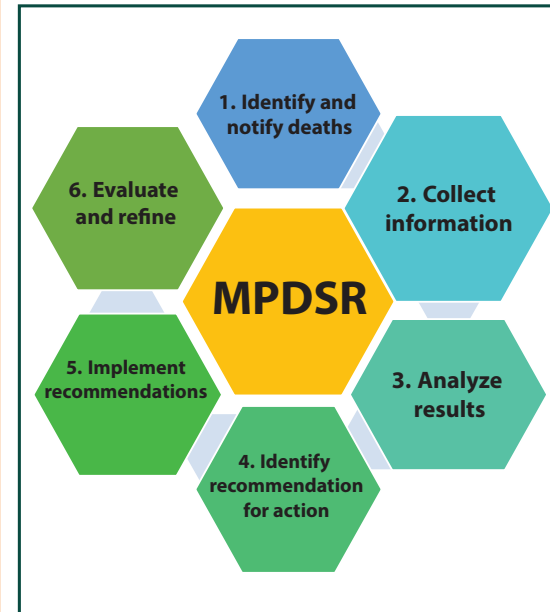 1. Identify and
notify deaths
2. Collect
information
3. Analyze
results
4. Identify
recommendation
for action
5. Implement
recommendations
6. Evaluate
and refine
MPDSR